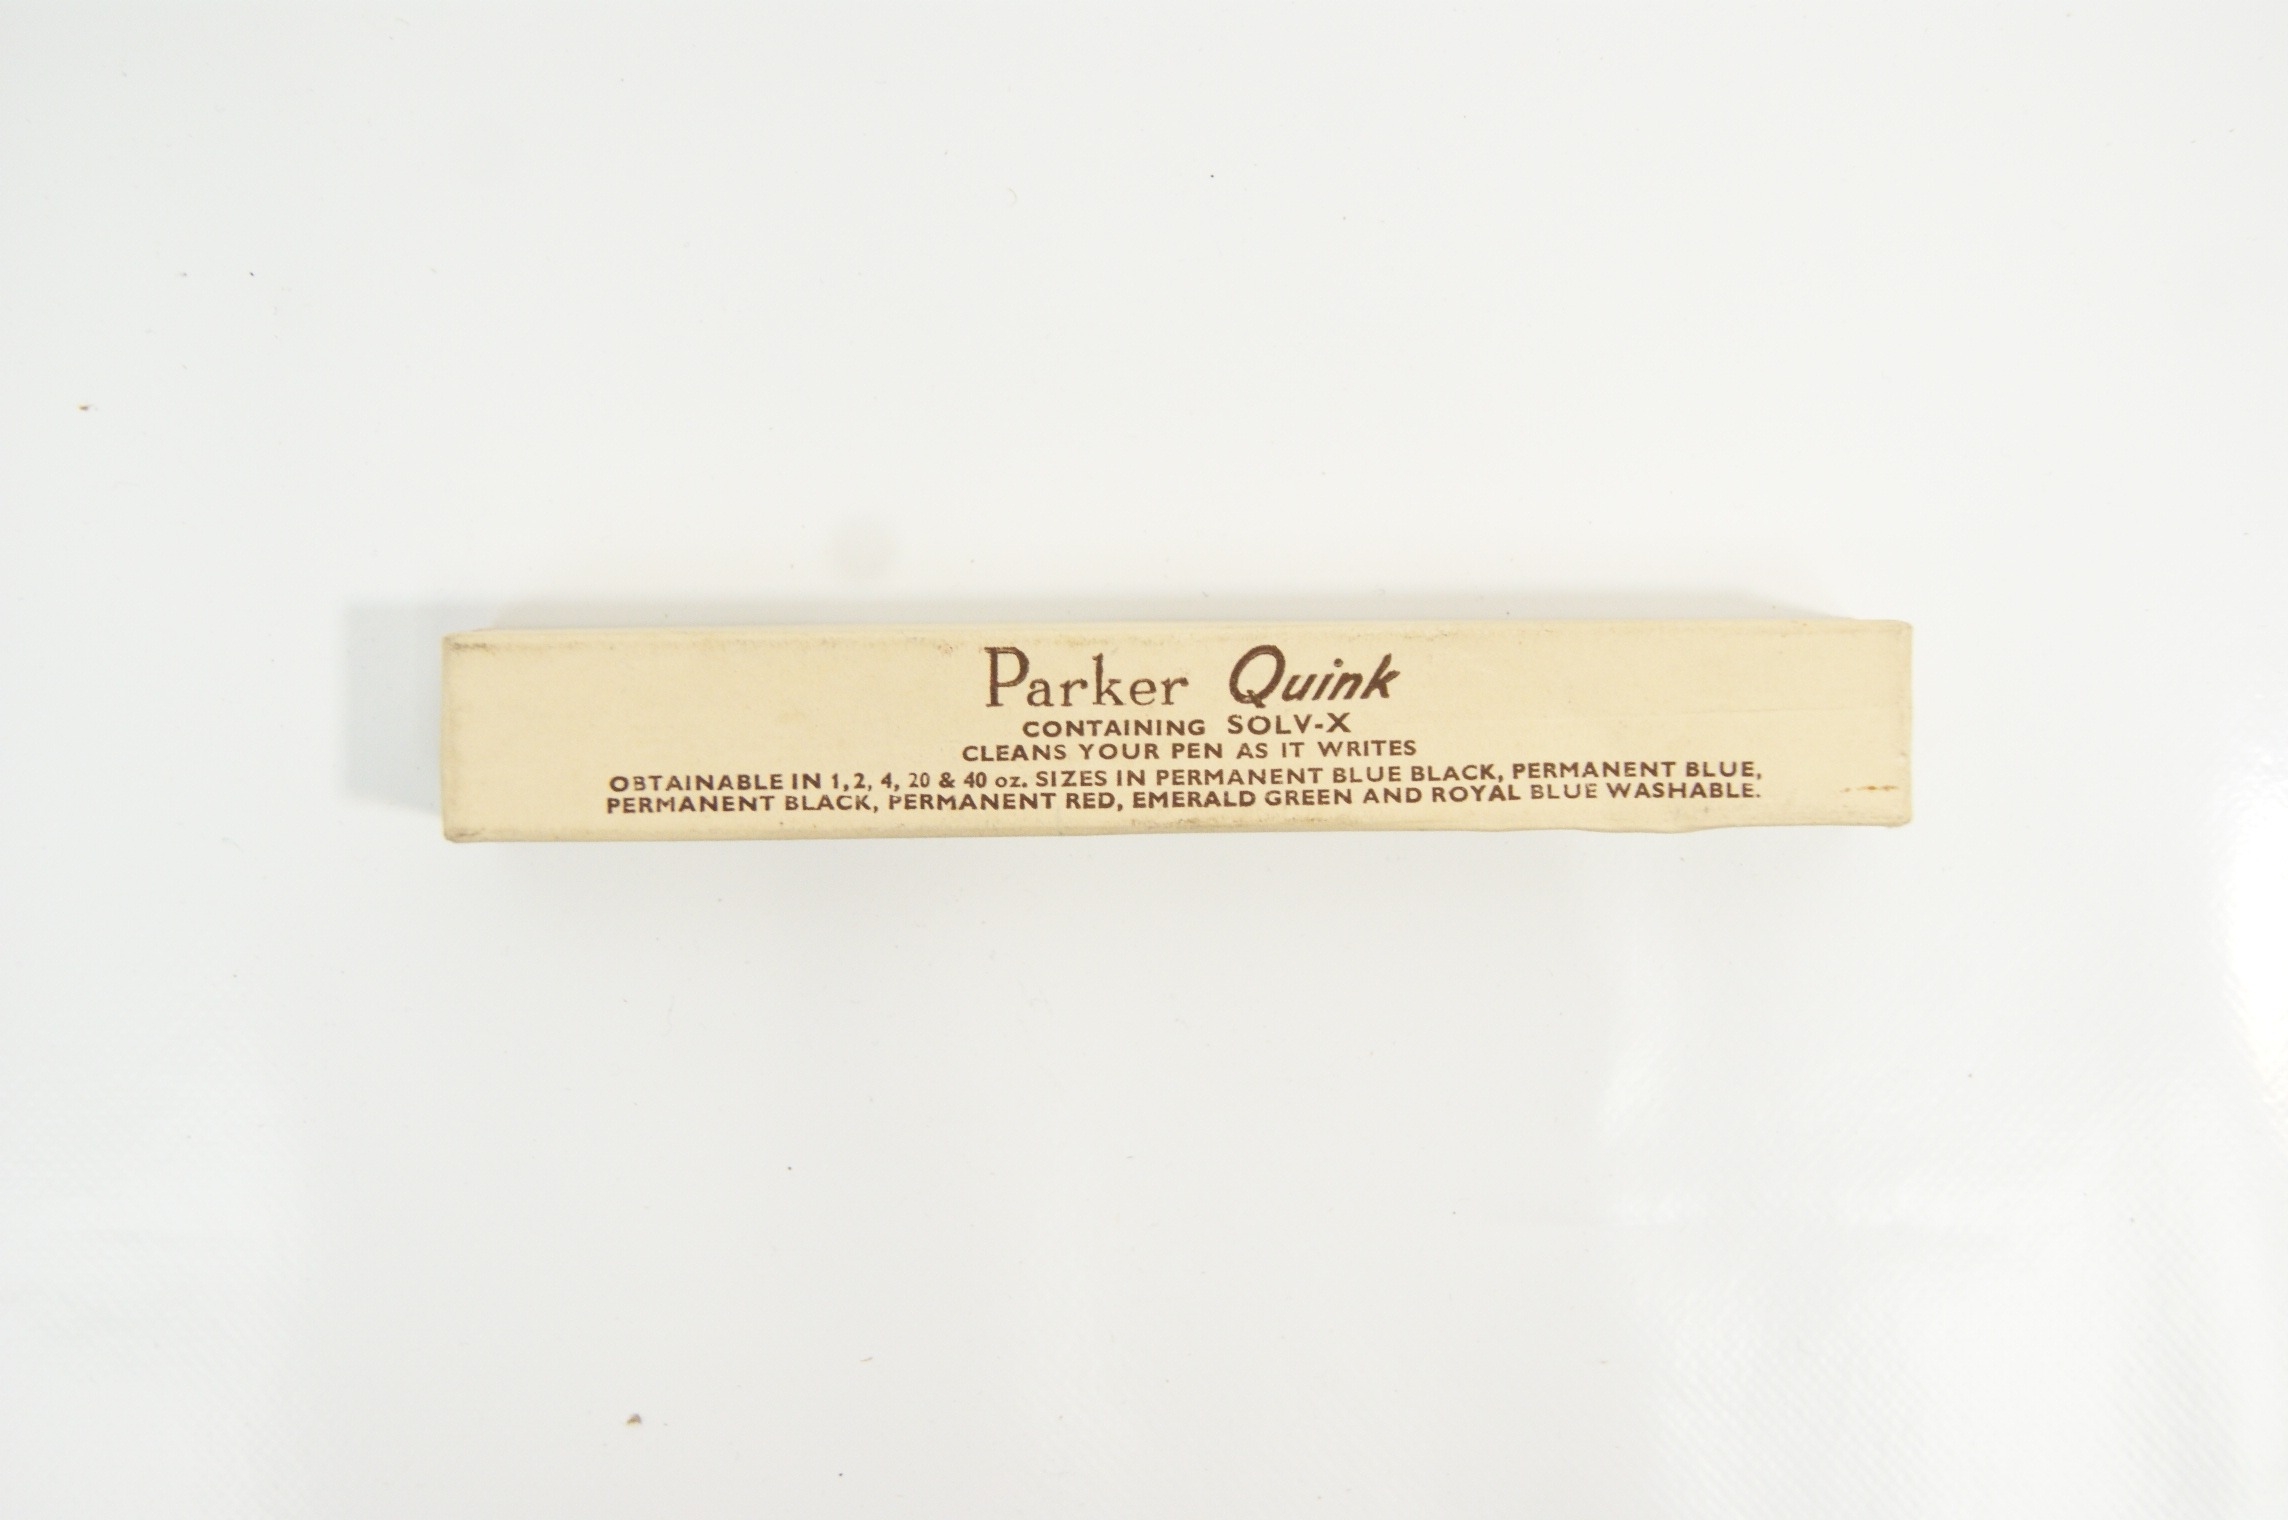 Parker Quink
CONTAINING SOLV-X
CLEANS YOUR PEN AS IT WRITES
OBTAINABLE IN 1, 2, 4, 20 & 40 oz. SIZES IN PERMANENT BLUE BLACK, PERMANENT BLUE,
PERMANENT BLACK, PERMANENT RED, EMERALD GREEN AND ROYAL BLUE WASHABLE.